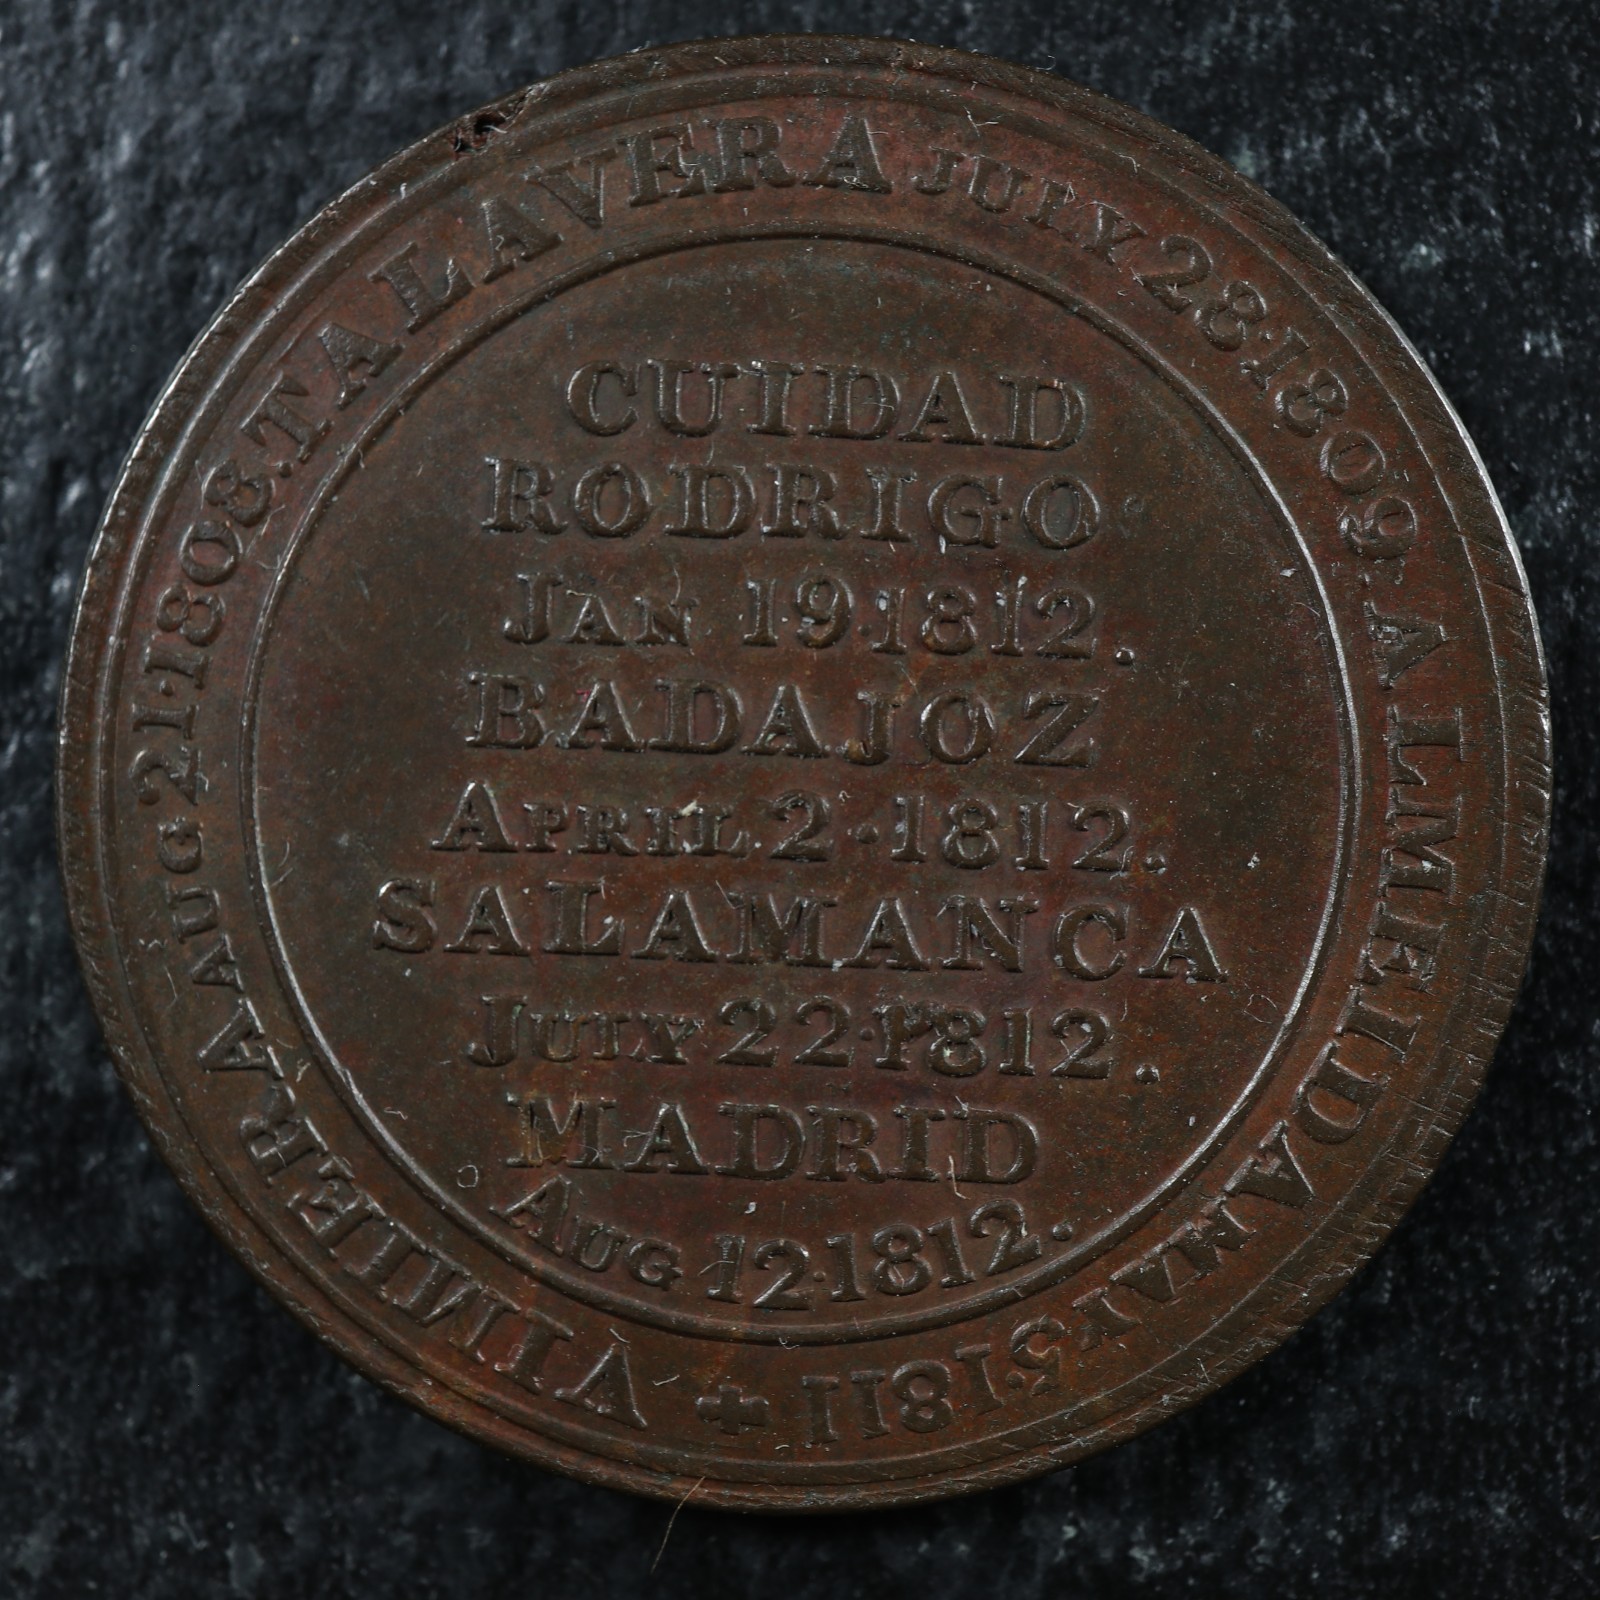 VIMIERA AUG 21·1808. TALAVERA JULY 28·1809. ALMEIDA MAY 5·1811 ✚
CUIDAD
RODRIGO
JAN 19·1812.
BADAJOZ
APRIL 2·1812.
SALAMANCA
JULY 22·1812.
MADRID
AUG 12·1812.